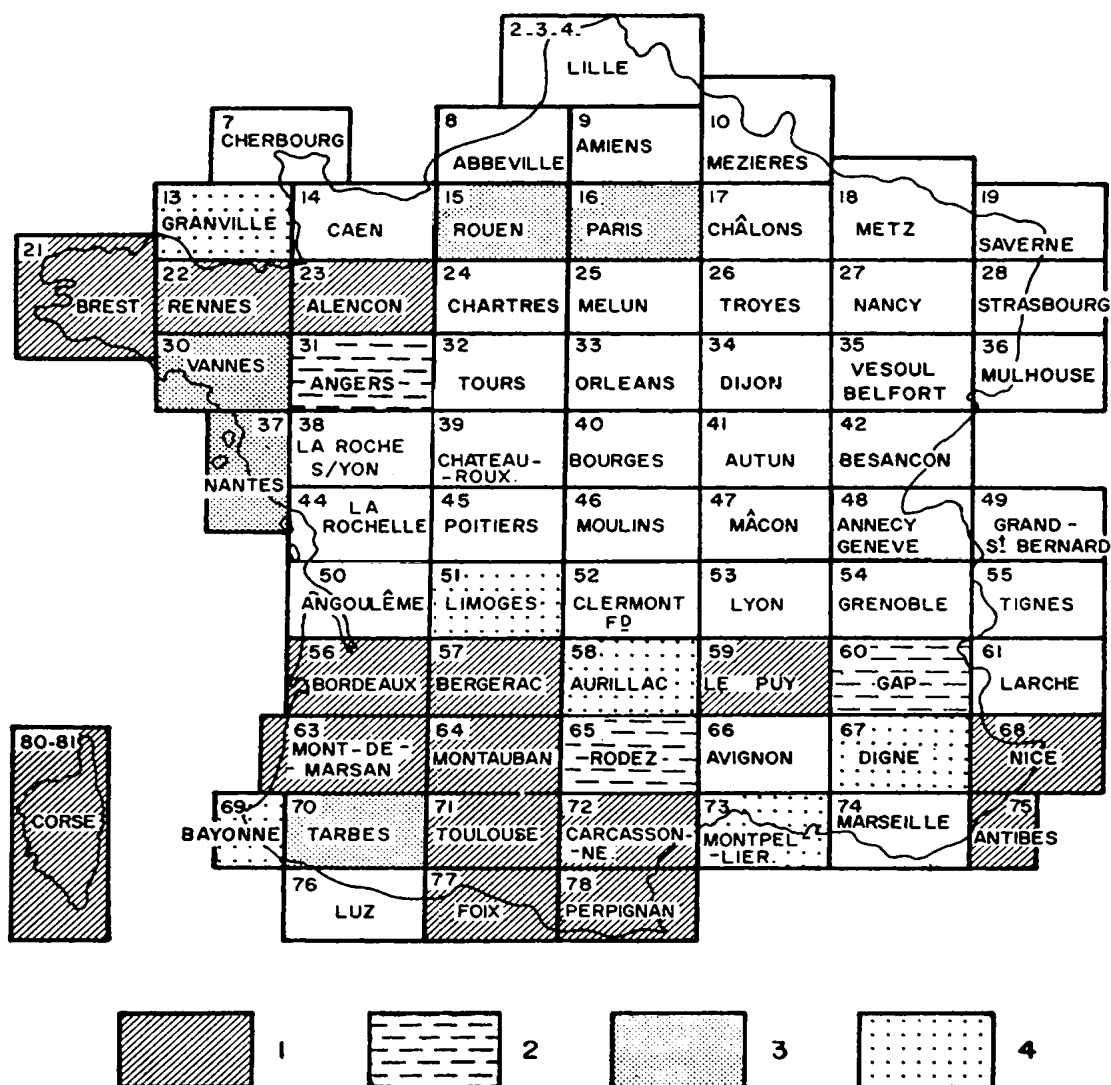 2-3-4-
LILLE
7
CHERBOURG
8
ABBEVILLE
9
AMIENS
10
MEZIERES
13
GRANVILLE
14
CAEN
15
ROUEN
16
PARIS
17
CHÂLONS
18
METZ
19
SAVERNE
21
BREST
22
RENNES
23
ALENCON
24
CHARTRES
25
MELUN
26
TROYES
27
NANCY
28
STRASBOURG
30
VANNES
31
ANGERS
32
TOURS
33
ORLEANS
34
DIJON
35
VESOUL
BELFORT
36
MULHOUSE
37
NANTES
38
LA ROCHE
S/YON
39
CHATEAU-
-ROUX.
40
BOURGES
41
AUTUN
42
BESANCON
44
LA
ROCHELLE
45
POITIERS
46
MOULINS
47
MÂCON
48
ANNECY
GENEVE
49
GRAND-
St BERNARD
50
ÂNGOULÊME
51
LIMOGES
52
CLERMONT
FD
53
LYON
54
GRENOBLE
55
TIGNES
56
BORDEAUX
57
BERGERAC
58
AURILLAC
59
LE PUY
60
GAP
61
LARCHE
63
MONT-DE-
MARSAN
64
MONTAUBAN
65
RODEZ
66
AVIGNON
67
DIGNE
68
NICE
69
BAYONNE
70
TARBES
71
TOULOUSE
72
CARCASSON-
-NE.
73
MONTPEL
-LIER.
74
MARSEILLE
75
ANTIBES
76
LUZ
77
FOIX
78
PERPIGNAN
80-81
CORSE
1
2
3
4